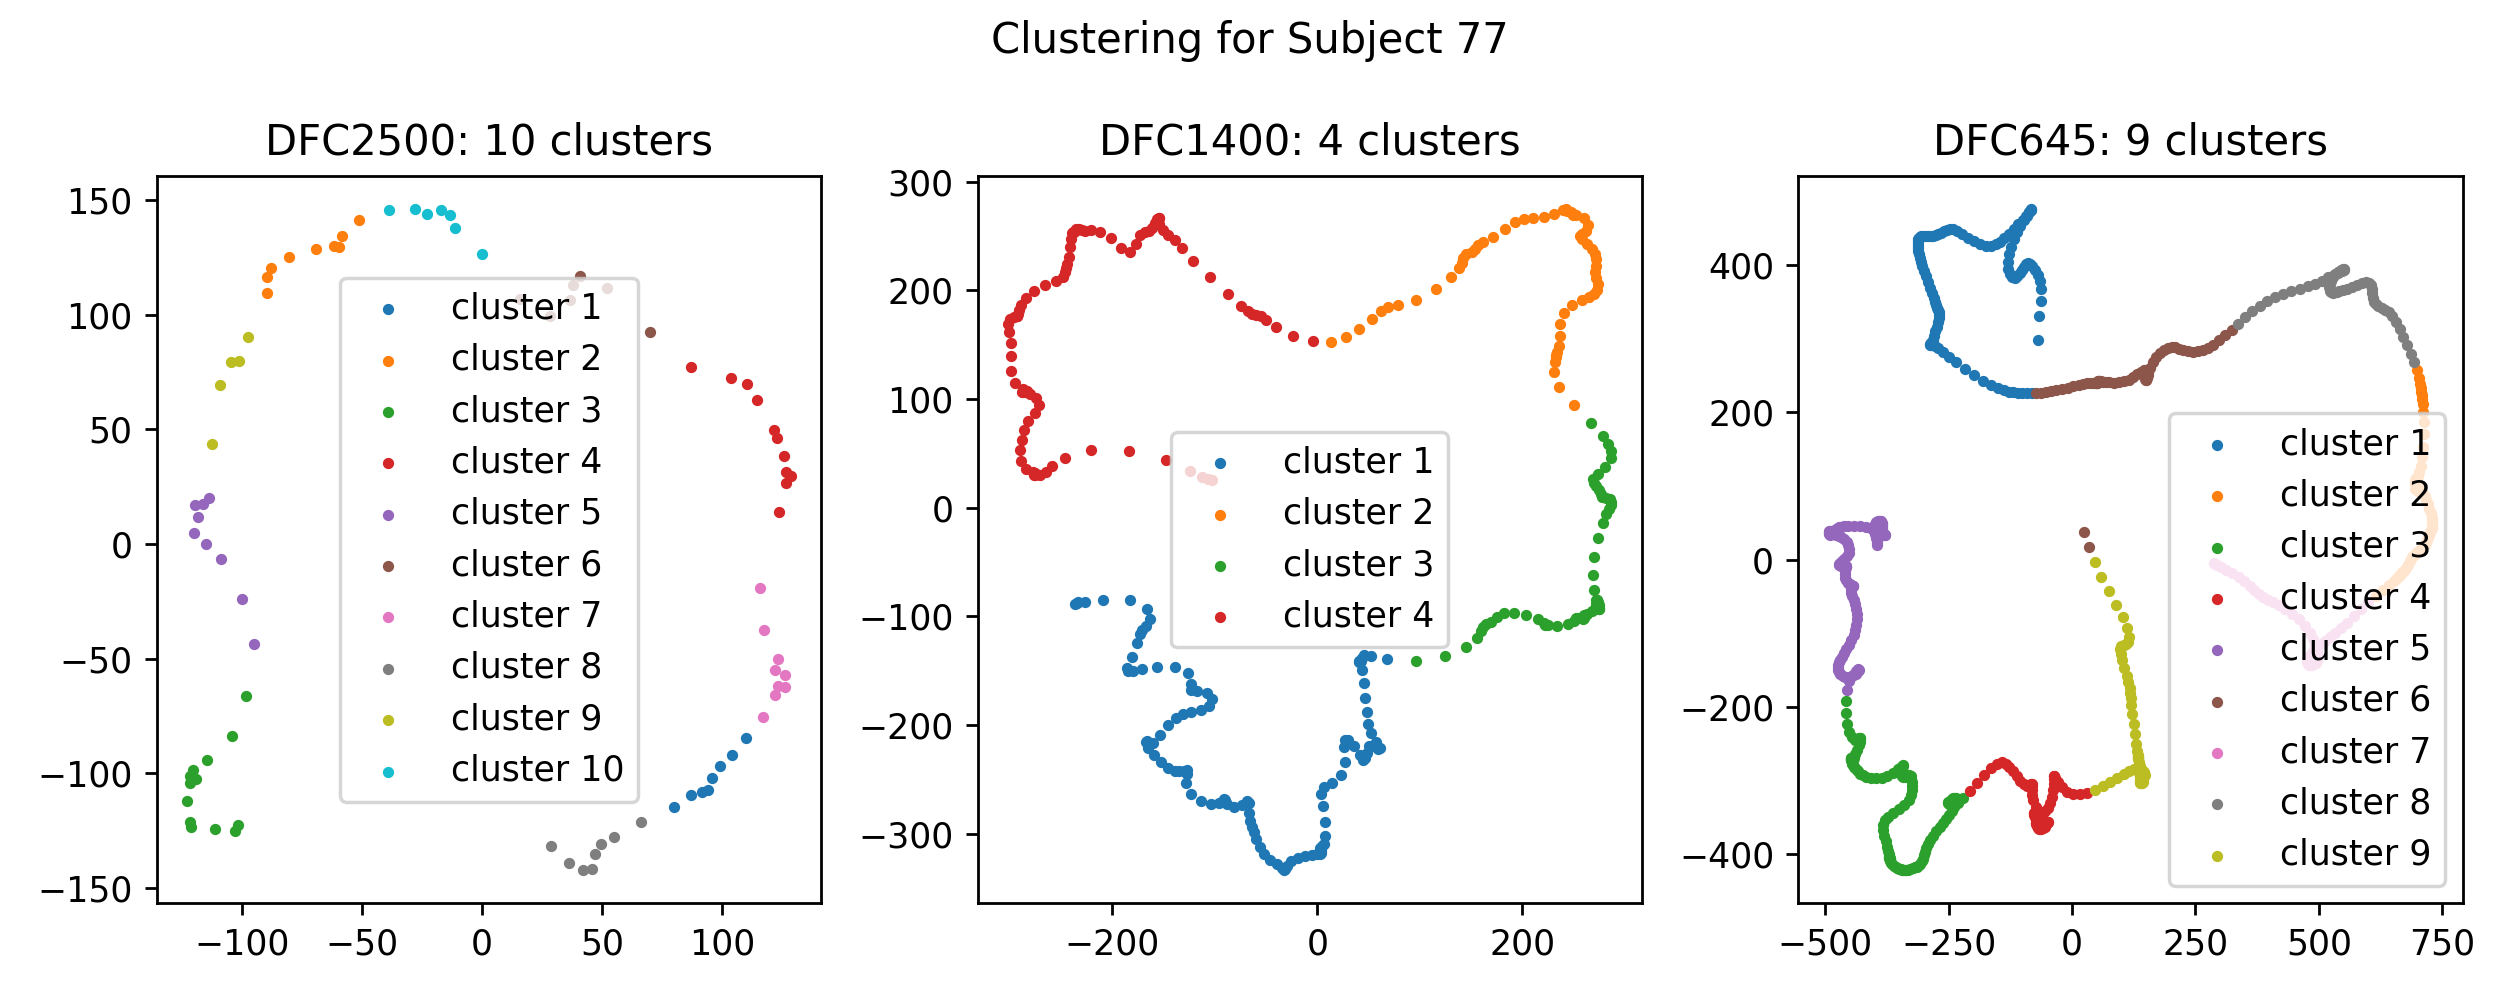 Clustering for Subject 77
DFC2500: 10 clusters
150
100
50
0
−50
−100
−150
−100
−50
0
50
100
cluster 1
cluster 2
cluster 3
cluster 4
cluster 5
cluster 6
cluster 7
cluster 8
cluster 9
cluster 10
DFC1400: 4 clusters
300
200
100
0
−100
−200
−300
−200
0
200
cluster 1
cluster 2
cluster 3
cluster 4
DFC645: 9 clusters
400
200
0
−200
−400
−500
−250
0
250
500
750
cluster 1
cluster 2
cluster 3
cluster 4
cluster 5
cluster 6
cluster 7
cluster 8
cluster 9